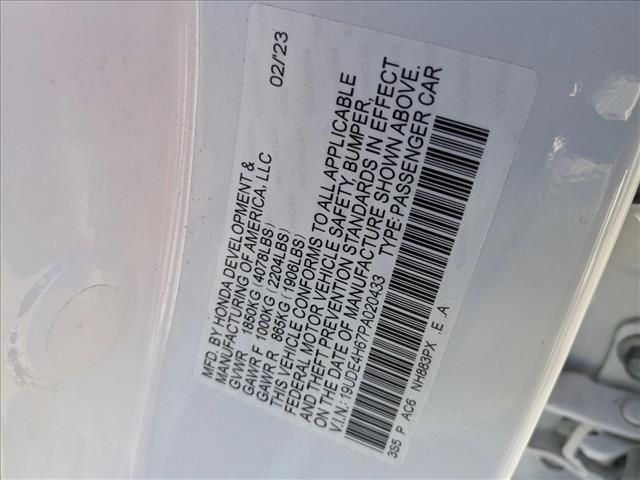 MFD. BY HONDA DEVELOPMENT & 02/'23
MANUFACTURING OF AMERICA, LLC
GVWR 1850KG (4078LBS)
GAWR F 1000KG (2204LBS)
GAWR R 865KG (1906LBS)
THIS VEHICLE CONFORMS TO ALL APPLICABLE
FEDERAL MOTOR VEHICLE SAFETY, BUMPER,
AND THEFT PREVENTION STANDARDS IN EFFECT
ON THE DATE OF MANUFACTURE SHOWN ABOVE.
V.I.N.: 19UDE4H67PA020433 TYPE: PASSENGER CAR
3S5 P AC6 NH883PX E .A